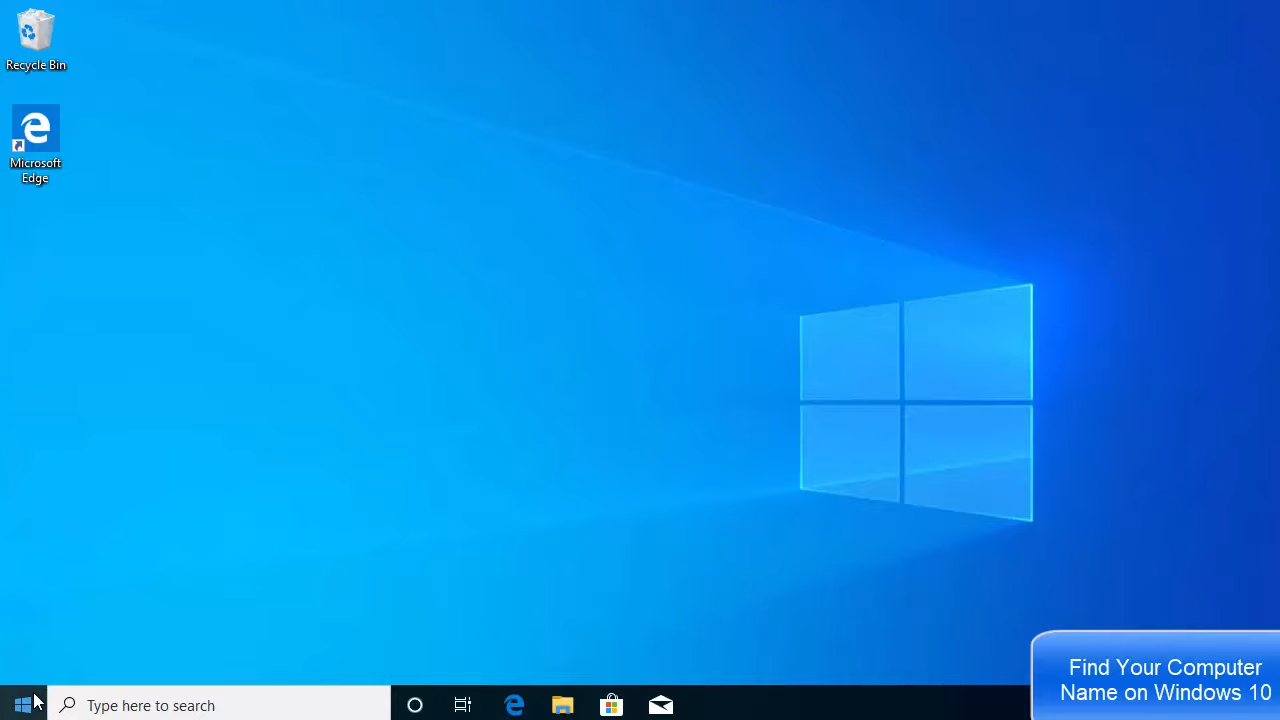 Recycle Bin
Microsoft
Edge
Type here to search
Find Your Computer
Name on Windows 10